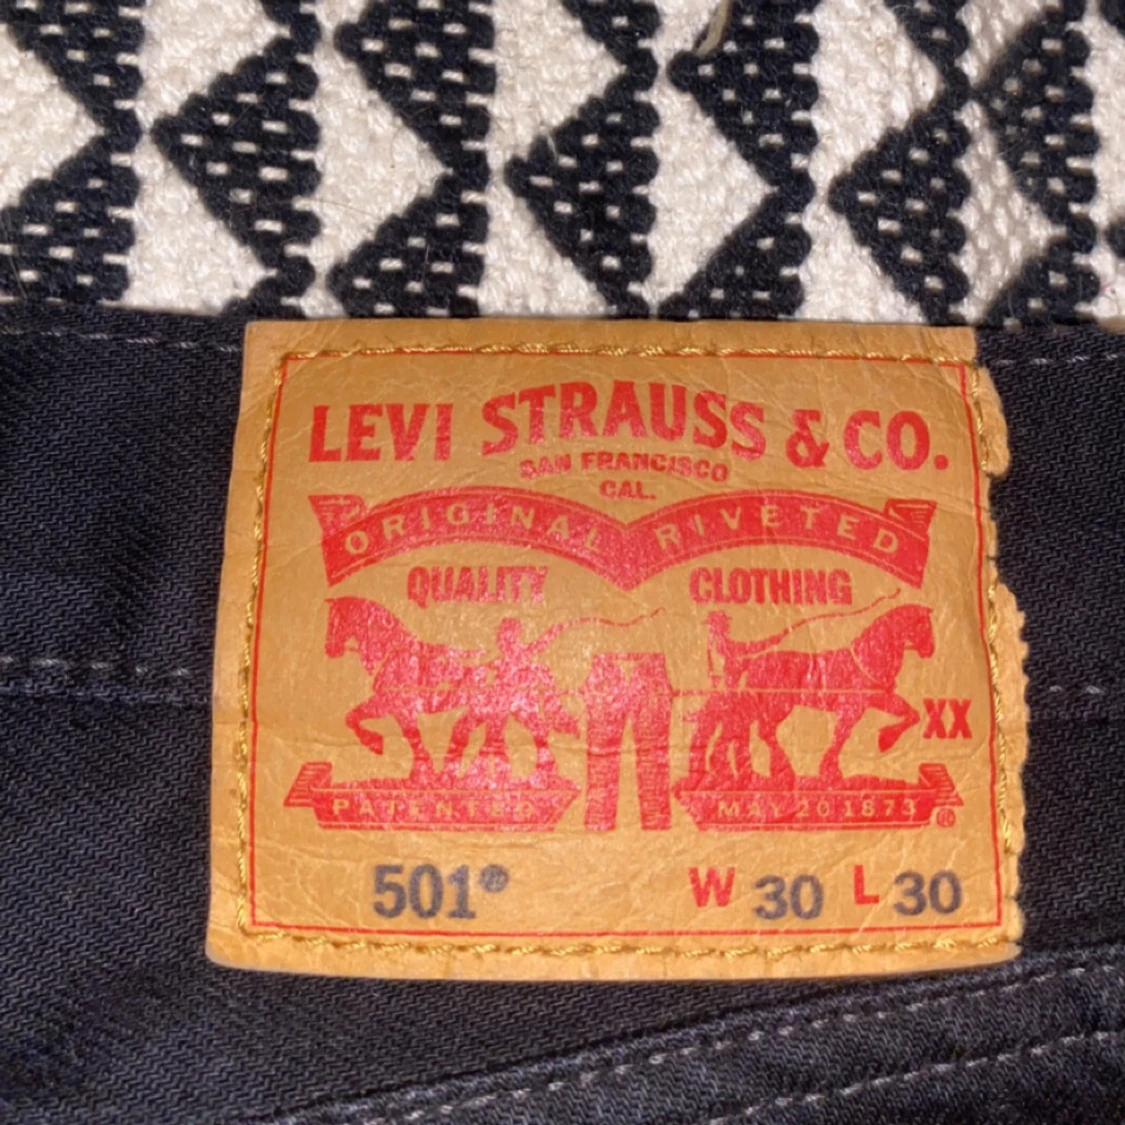 LEVI STRAUSS & CO.
SAN FRANCISCO
CAL.
ORIGINAL RIVETED
QUALITY CLOTHING
XX
PATENTED MAY 20 1873 ®
501® W 30 L 30